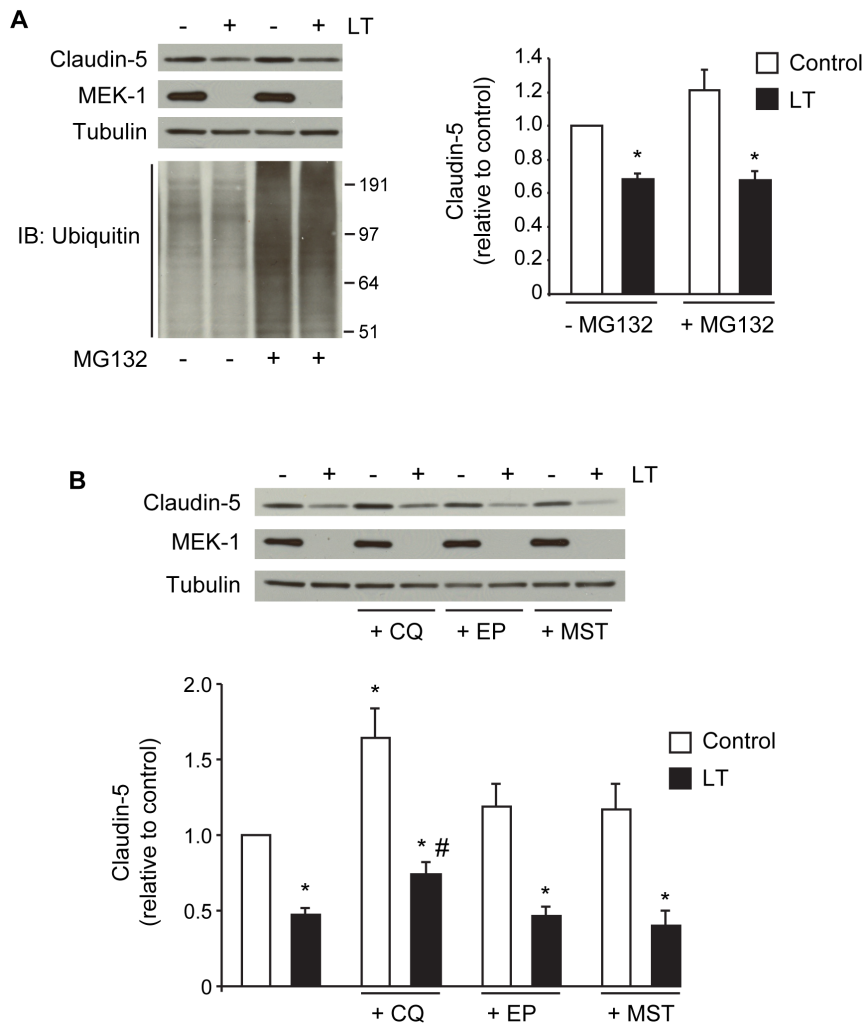 A
- + - + LT
Claudin-5
MEK-1
Tubulin
IB: Ubiquitin
191
97
64
51
MG132 - - + +
Claudin-5
(relative to control)
1.4
1.2
1.0
0.8
0.6
0.4
0.2
0
* *
- MG132 + MG132
Control
LT
B
- + - + - + - + LT
Claudin-5
MEK-1
Tubulin
+ CQ + EP + MST
Claudin-5
(relative to control)
2.0
1.5
1.0
0.5
0
* * * # * *
+ CQ + EP + MST
Control
LT